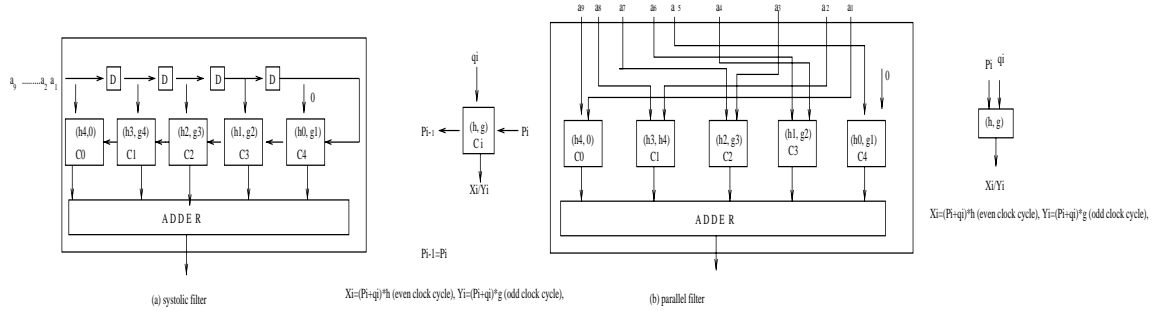 a9 ........a2 a1
D D D D
0
(h4,0) (h3, g4) (h2, g3) (h1, g2) (h0, g1)
C0 C1 C2 C3 C4
ADDER
(a) systolic filter
qi
(h, g)
Ci
Pi-1
Pi
Xi/Yi
Pi-1=Pi
Xi=(Pi+qi)*h (even clock cycle), Yi=(Pi+qi)*g (odd clock cycle),
a9 a8 a7 a6 a5 a4 a3 a2 a1
0
(h4, 0) (h3, h4) (h2, g3) (h1, g2) (h0, g1)
C0 C1 C2 C3 C4
ADDER
(b) parallel filter
Pi qi
(h, g)
Xi/Yi
Xi=(Pi+qi)*h (even clock cycle), Yi=(Pi+qi)*g (odd clock cycle),